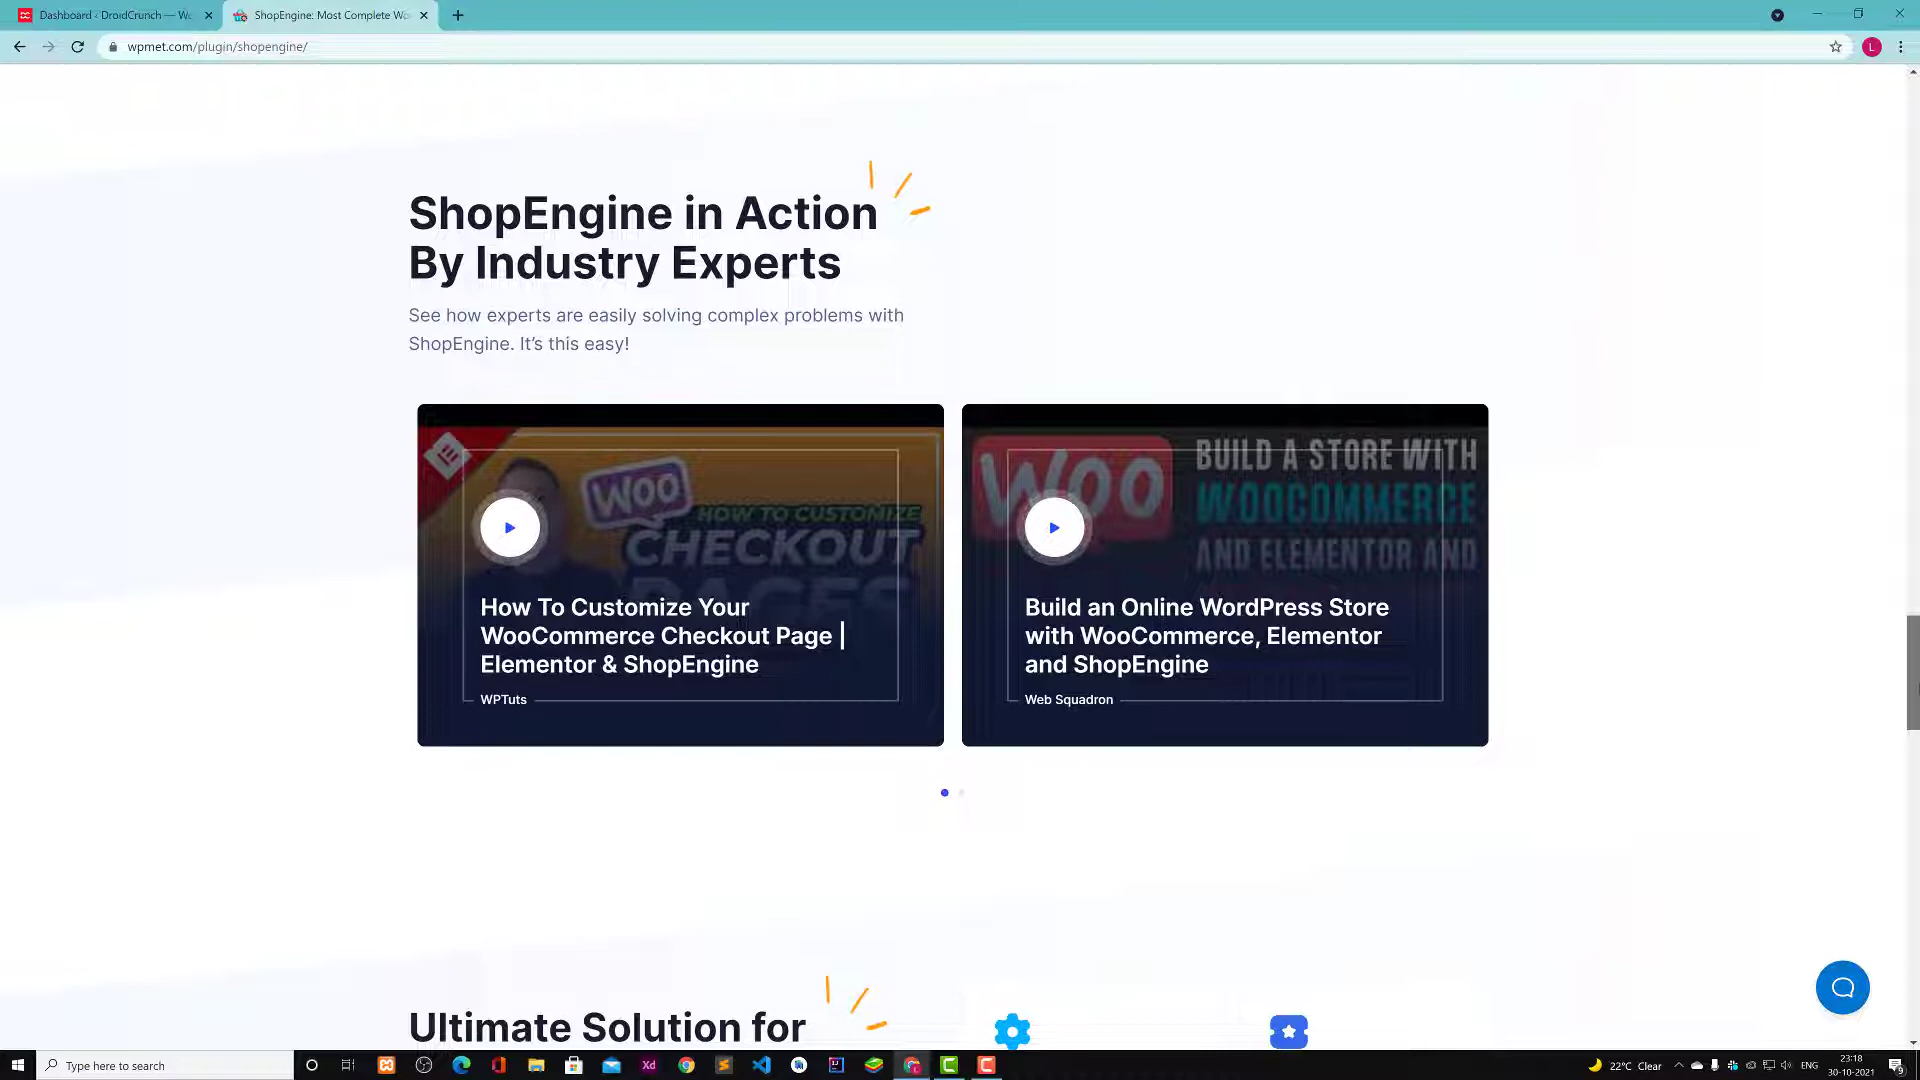 Dashboard ‹ DroidCrunch — Wo
ShopEngine: Most Complete Wo
wpmet.com/plugin/shopengine/
L
ShopEngine in Action
By Industry Experts
See how experts are easily solving complex problems with
ShopEngine. It’s this easy!
WOO
HOW TO CUSTOMIZE
CHECKOUT
PAGES
How To Customize Your
WooCommerce Checkout Page |
Elementor & ShopEngine
WPTuts
WOO
BUILD A STORE WITH
WOOCOMMERCE
AND ELEMENTOR AND
Build an Online WordPress Store
with WooCommerce, Elementor
and ShopEngine
Web Squadron
Ultimate Solution for
Type here to search
Xd
22°C Clear
ENG
23:18
30-10-2021